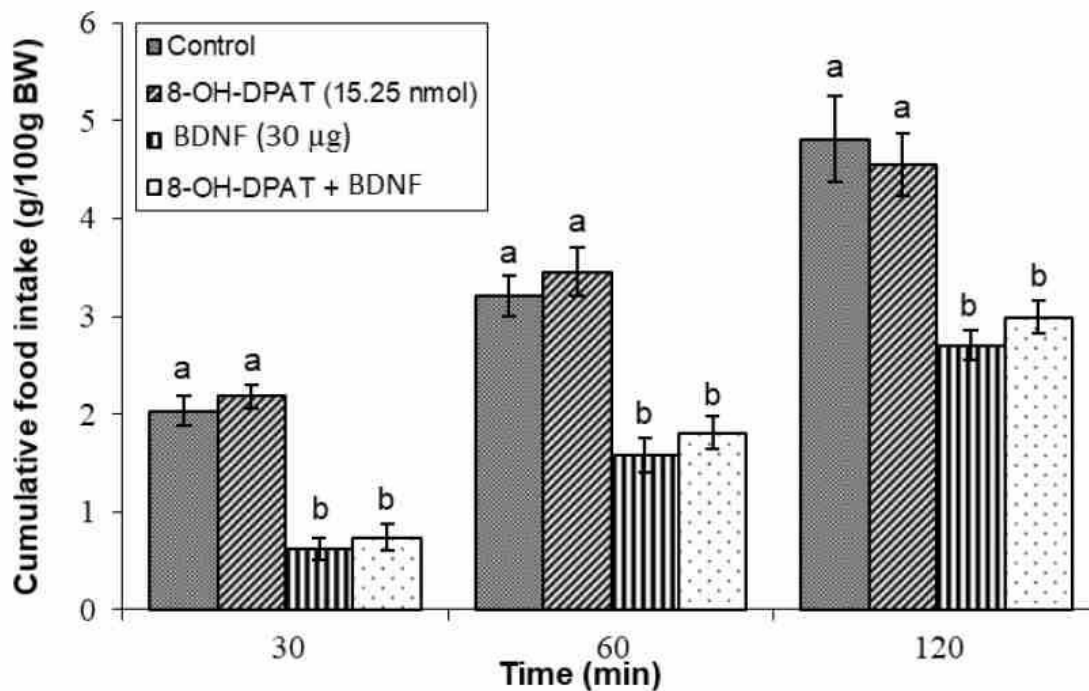 Cumulative food intake (g/100g BW)
6
5
4
3
2
1
0
Control
8-OH-DPAT (15.25 nmol)
BDNF (30 µg)
8-OH-DPAT + BDNF
a
a
b
b
a
a
b
b
a
a
b
b
30
60
120
Time (min)